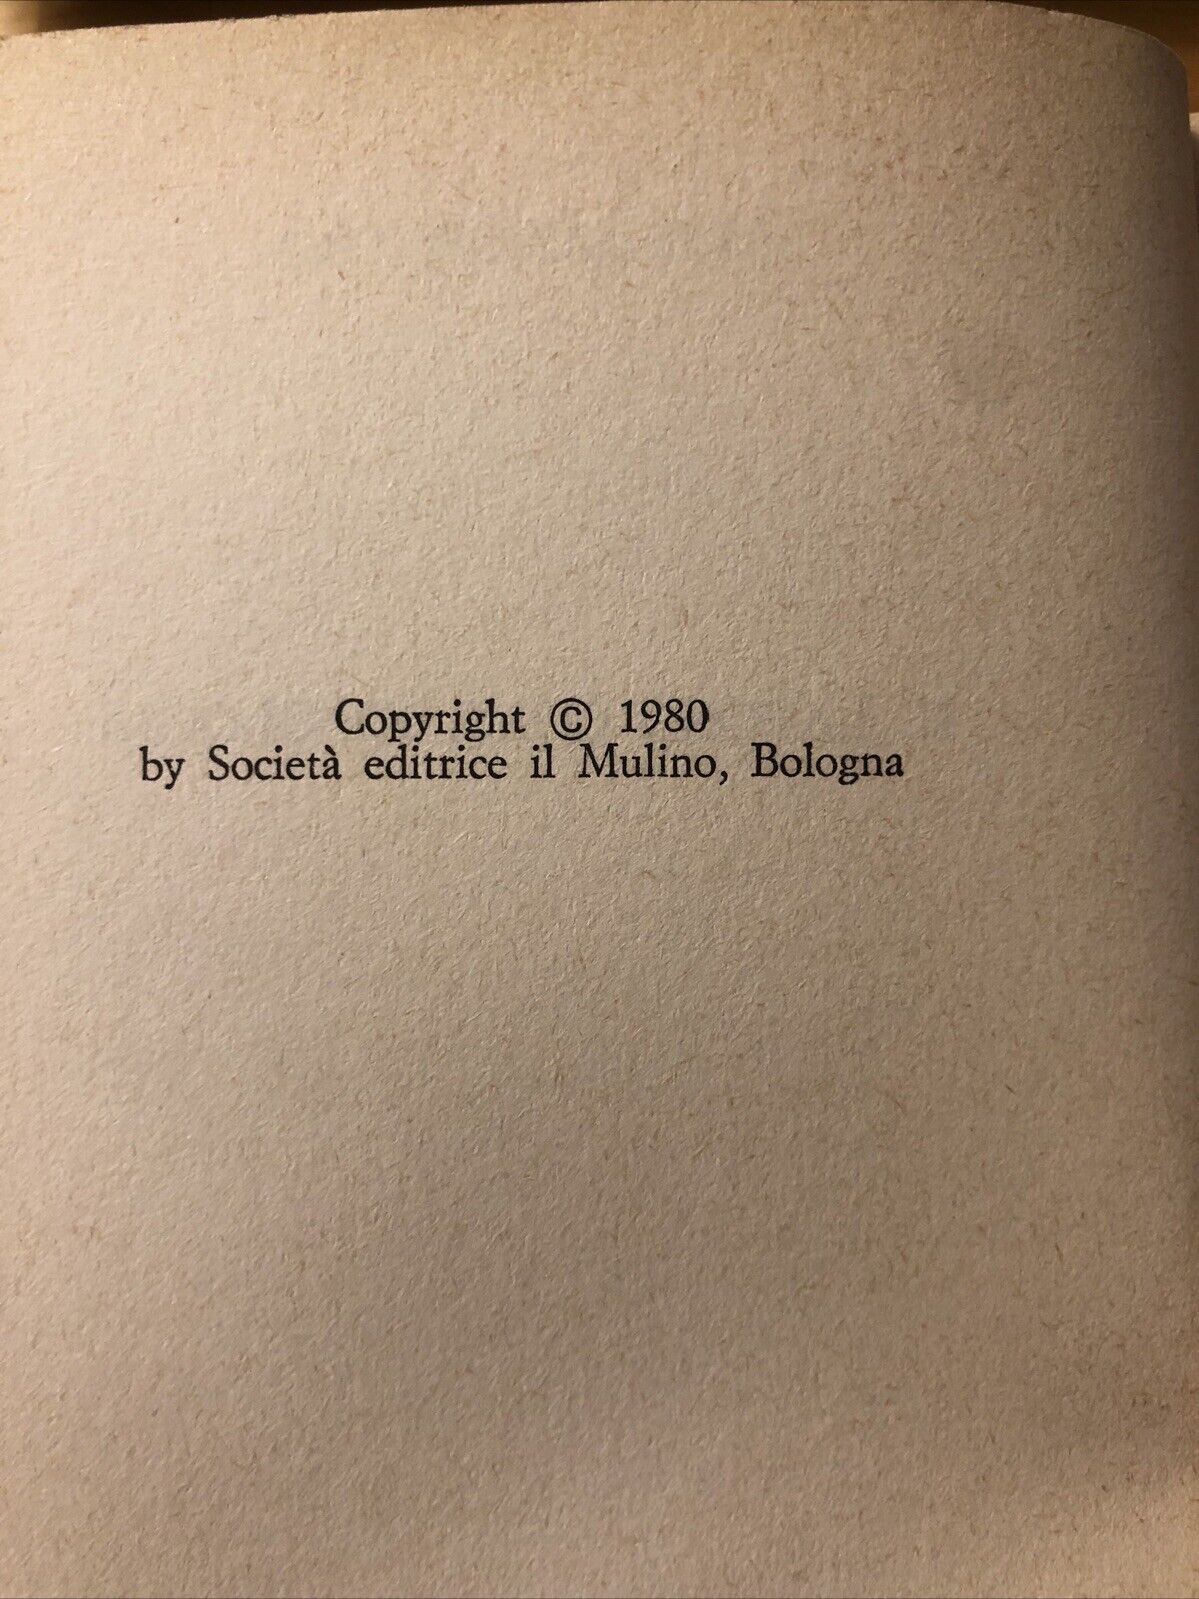 Copyright © 1980
by Società editrice il Mulino, Bologna